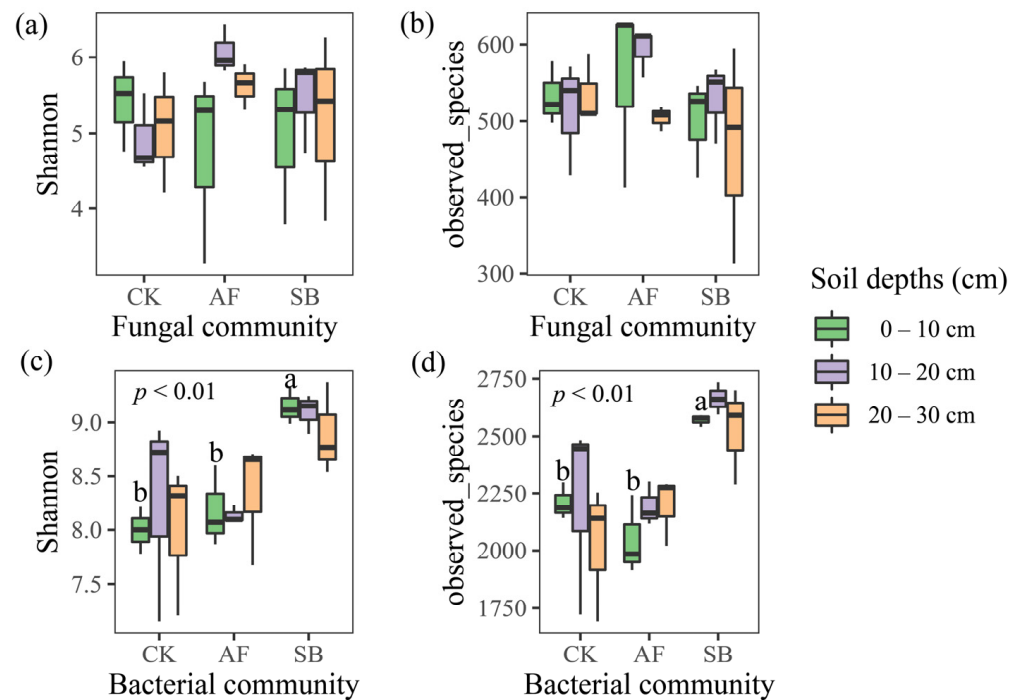 (a)
6
5
4
Shannon
CK AF SB
Fungal community
(b)
600
500
400
300
observed_species
CK AF SB
Fungal community
(c)
p < 0.01
a
b
b
9.0
8.5
8.0
7.5
Shannon
CK AF SB
Bacterial community
(d)
p < 0.01
a
b
b
2750
2500
2250
2000
1750
observed_species
CK AF SB
Bacterial community
Soil depths (cm)
0 – 10 cm
10 – 20 cm
20 – 30 cm